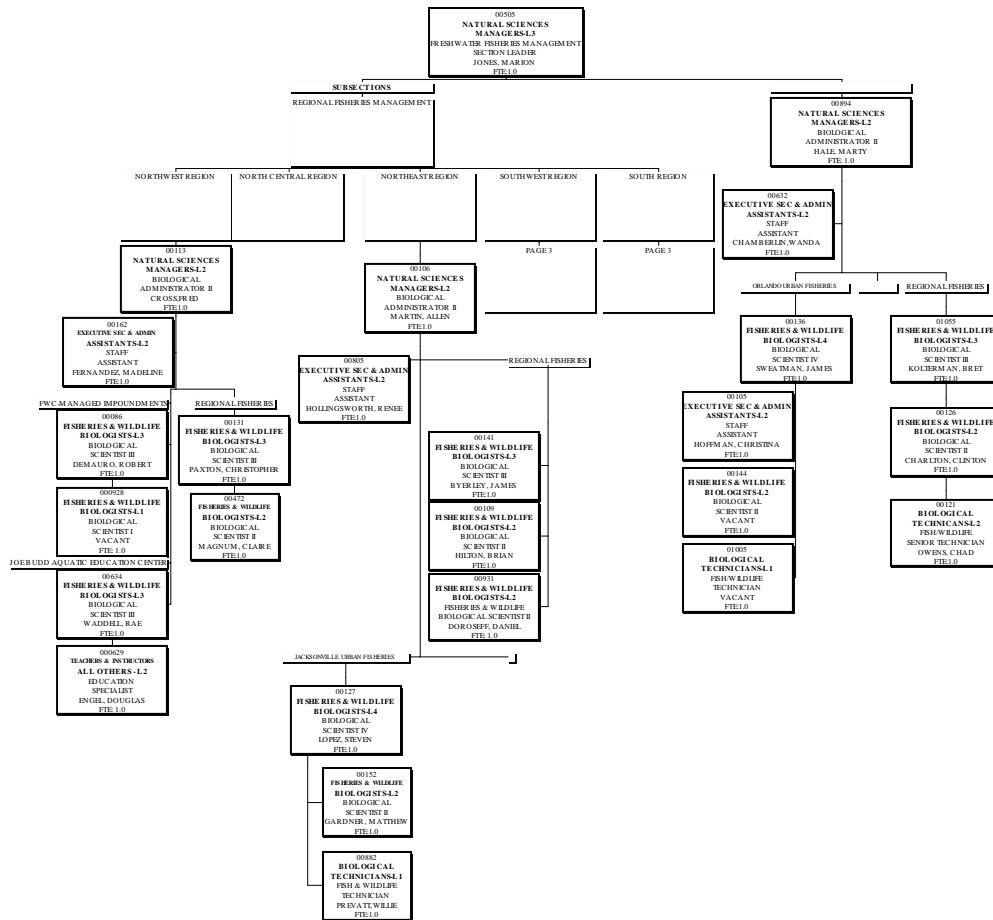 00505
NATURAL SCIENCES
MANAGERS-L3
FRESHWATER FISHERIES MANAGEMENT
SECTION LEADER
JONES, MARION
FTE:1.0
SUBSECTIONS
REGIONAL FISHERIES MANAGEMENT
00894
NATURAL SCIENCES
MANAGERS-L2
BIOLOGICAL
ADMINISTRATOR II
HALE, MARTY
FTE: 1.0
NORTHWEST REGION
NORTH CENTRAL REGION
NORTHEAST REGION
SOUTHWEST REGION
SOUTH REGION
00632
EXECUTIVE SEC & ADMIN
ASSISTANTS-L2
STAFF
ASSISTANT
CHAMBERLIN,WANDA
FTE:1.0
00113
NATURAL SCIENCES
MANAGERS-L2
BIOLOGICAL
ADMINISTRATOR II
CROSS,FRED
FTE:1.0
00106
NATURAL SCIENCES
MANAGERS-L2
BIOLOGICAL
ADMINISTRATOR II
MARTIN, ALLEN
FTE:1.0
PAGE 3
PAGE 3
ORLANDO URBAN FISHERIES
REGIONAL FISHERIES
00162
EXECUTIVE SEC & ADMIN
ASSISTANTS-L2
STAFF
ASSISTANT
FERNANDEZ, MADELINE
FTE:1.0
00805
EXECUTIVE SEC & ADMIN
ASSISTANTS-L2
STAFF
ASSISTANT
HOLLINGSWORTH, RENEE
FTE:1.0
REGIONAL FISHERIES
00136
FISHERIES & WILDLIFE
BIOLOGISTS-L4
BIOLOGICAL
SCIENTIST IV
SWEATMAN, JAMES
FTE:1.0
01055
FISHERIES & WILDLIFE
BIOLOGISTS-L3
BIOLOGICAL
SCIENTIST III
KOLTERMAN, BRET
FTE:1.0
FWC-MANAGED IMPOUNDMENTS
REGIONAL FISHERIES
00086
FISHERIES & WILDLIFE
BIOLOGISTS-L3
BIOLOGICAL
SCIENTIST III
DEMAURO, ROBERT
FTE:1.0
00131
FISHERIES & WILDLIFE
BIOLOGISTS-L3
BIOLOGICAL
SCIENTIST III
PAXTON, CHRISTOPHER
FTE:1.0
00141
FISHERIES & WILDLIFE
BIOLOGISTS-L3
BIOLOGICAL
SCIENTIST III
BYERLEY, JAMES
FTE:1.0
00105
EXECUTIVE SEC & ADMIN
ASSISTANTS-L2
STAFF
ASSISTANT
HOFFMAN, CHRISTINA
FTE:1.0
00126
FISHERIES & WILDLIFE
BIOLOGISTS-L2
BIOLOGICAL
SCIENTIST II
CHARLTON, CLINTON
FTE:1.0
000928
FISHERIES & WILDLIFE
BIOLOGISTS-L1
BIOLOGICAL
SCIENTIST I
VACANT
FTE: 1.0
00472
FISHERIES & WILDLIFE
BIOLOGISTS-L2
BIOLOGICAL
SCIENTIST II
MAGNUM, CLAIRE
FTE:1.0
00109
FISHERIES & WILDLIFE
BIOLOGISTS-L2
BIOLOGICAL
SCIENTIST II
HILTON, BRIAN
FTE:1.0
00144
FISHERIES & WILDLIFE
BIOLOGISTS-L2
BIOLOGICAL
SCIENTIST II
VACANT
FTE:1.0
00121
BIOLOGICAL
TECHNICANS-L2
FISH/WILDLIFE
SENIOR TECHNICIAN
OWENS, CHAD
FTE:1.0
JOE BUDD AQUATIC EDUCATION CENTER
00634
FISHERIES & WILDLIFE
BIOLOGISTS-L3
BIOLOGICAL
SCIENTIST III
WADDELL, RAE
FTE: 1.0
00931
FISHERIES & WILDLIFE
BIOLOGISTS-L2
FISHERIES & WILDLIFE
BIOLOGICAL SCIENTIST II
DOROSEFF, DANIEL
FTE: 1.0
01005
BIOLOGICAL
TECHNICIANS-L1
FISH/WILDLIFE
TECHNICIAN
VACANT
FTE:1.0
000629
TEACHERS & INSTRUCTORS
ALL OTHERS - L2
EDUCATION
SPECIALIST
ENGEL, DOUGLAS
FTE: 1.0
JACKSONVILLE URBAN FISHERIES
00127
FISHERIES & WILDLIFE
BIOLOGISTS-L4
BIOLOGICAL
SCIENTIST IV
LOPEZ, STEVEN
FTE:1.0
00152
FISHERIES & WILDLIFE
BIOLOGISTS-L2
BIOLOGICAL
SCIENTIST II
GARDNER, MATTHEW
FTE:1.0
00882
BIOLOGICAL
TECHNICIANS-L1
FISH & WILDLIFE
TECHNICIAN
PREVATT,WILLIE
FTE:1.0